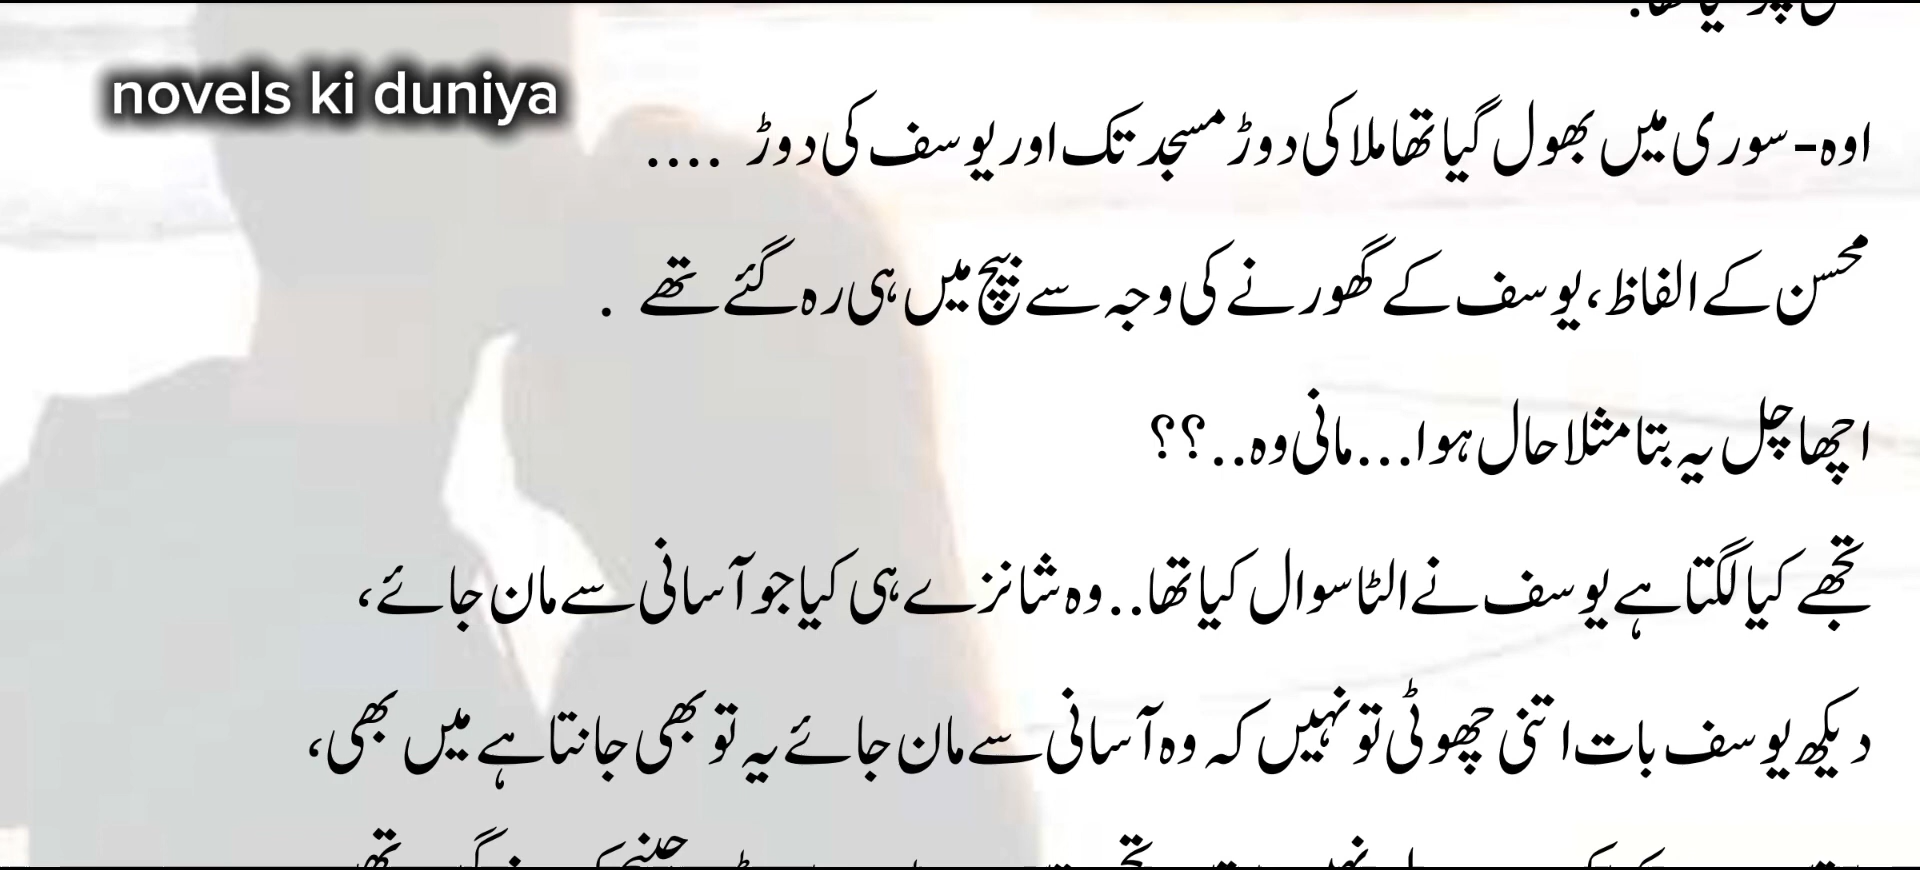 novels ki duniya
اوہ-سوری میں بھول گیا تھا ملا کی دوڑ مسجد تک اور یوسف کی دوڑ ....
محسن کے الفاظ، یوسف کے گھورنے کی وجہ سے بیچ میں ہی رہ گئے تھے .
اچھا چل یہ بتا مثلا حال ہوا...مانی وہ..؟؟
تجھے کیا لگتا ہے یوسف نے الٹا سوال کیا تھا..وہ شانزے ہی کیا جو آسانی سے مان جائے،
دیکھ یوسف بات اتنی چھوٹی تو نہیں کہ وہ آسانی سے مان جائے یہ تو بھی جانتا ہے میں بھی،